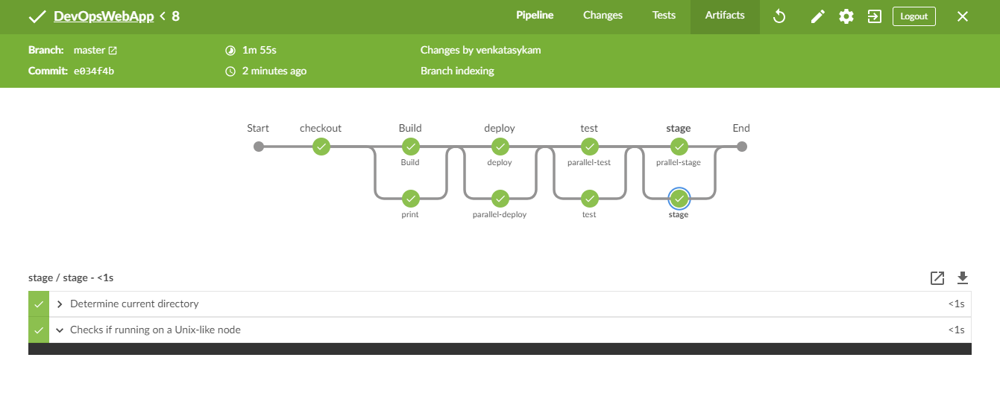 DevOpsWebApp < 8 Pipeline Changes Tests Artifacts Logout
Branch: master 1m 55s Changes by venkatasykam
Commit: e034f4b 2 minutes ago Branch indexing
Start checkout Build deploy test stage End
Build deploy parallel-test prallel-stage
print parallel-deploy test stage
stage / stage - <1s
Determine current directory <1s
Checks if running on a Unix-like node <1s